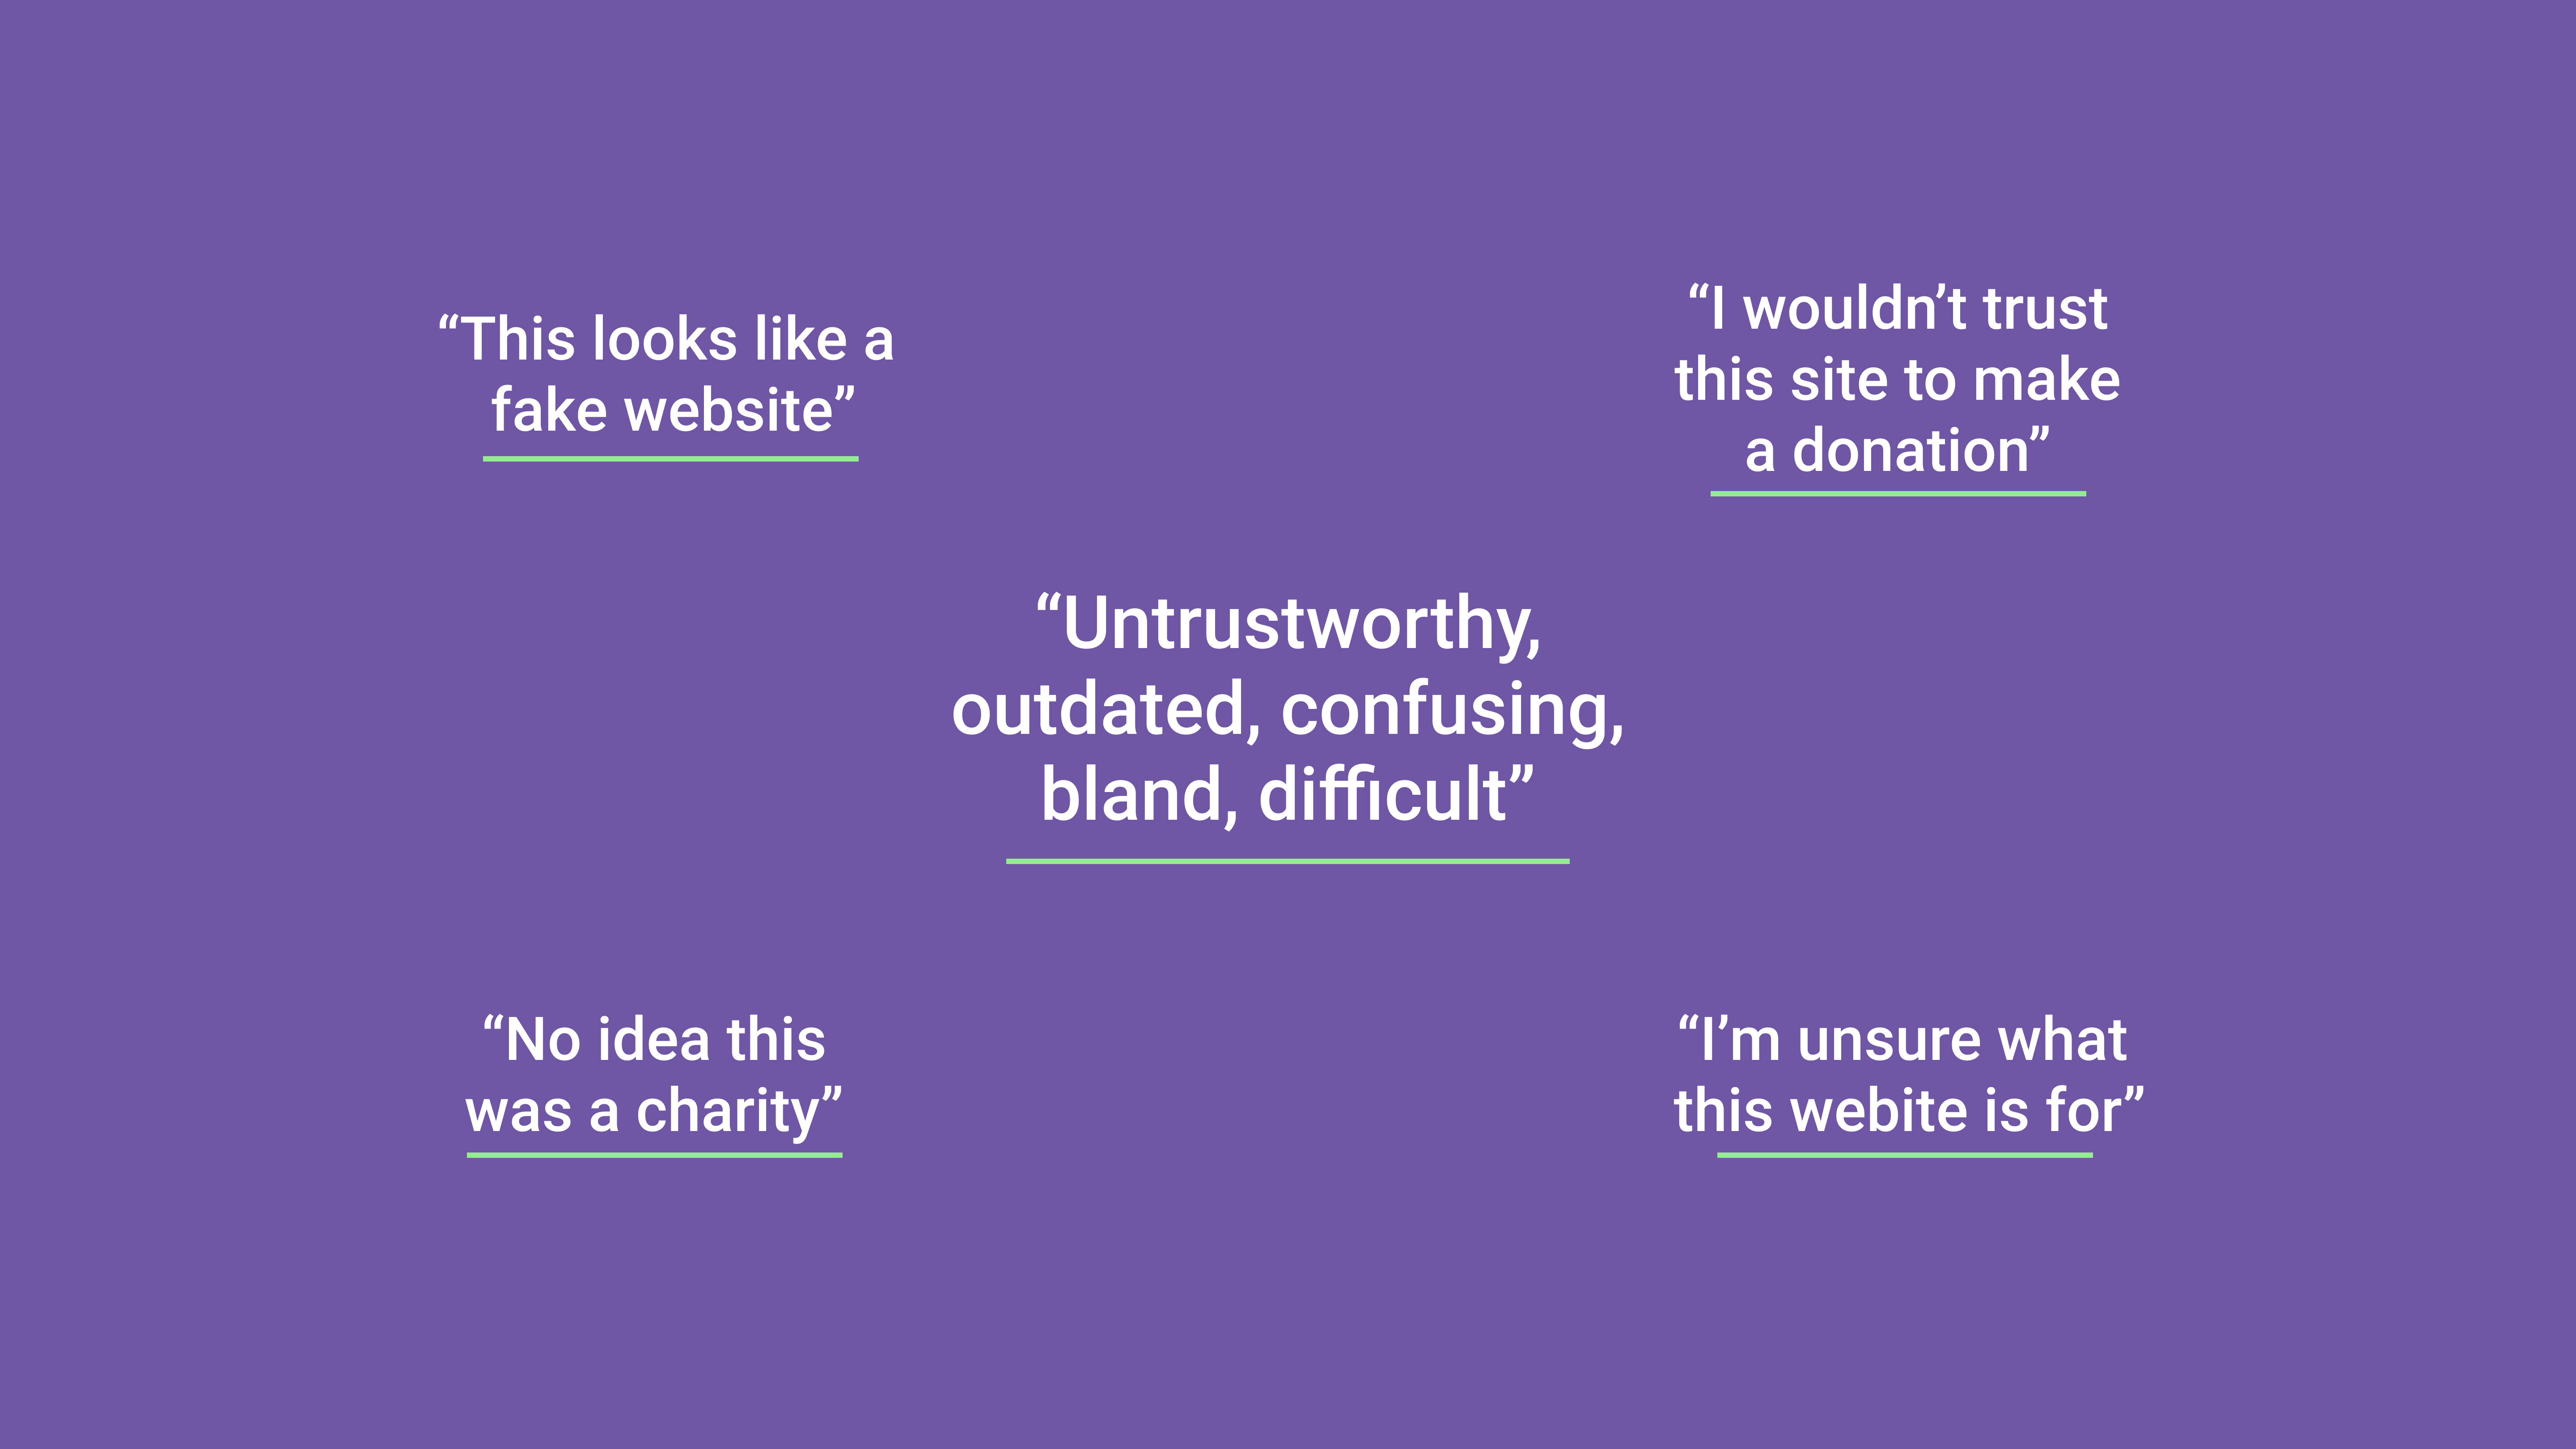 “This looks like a
fake website”
“I wouldn’t trust
this site to make
a donation”
“Untrustworthy,
outdated, confusing,
bland, difficult”
“No idea this
was a charity”
“I’m unsure what
this webite is for”